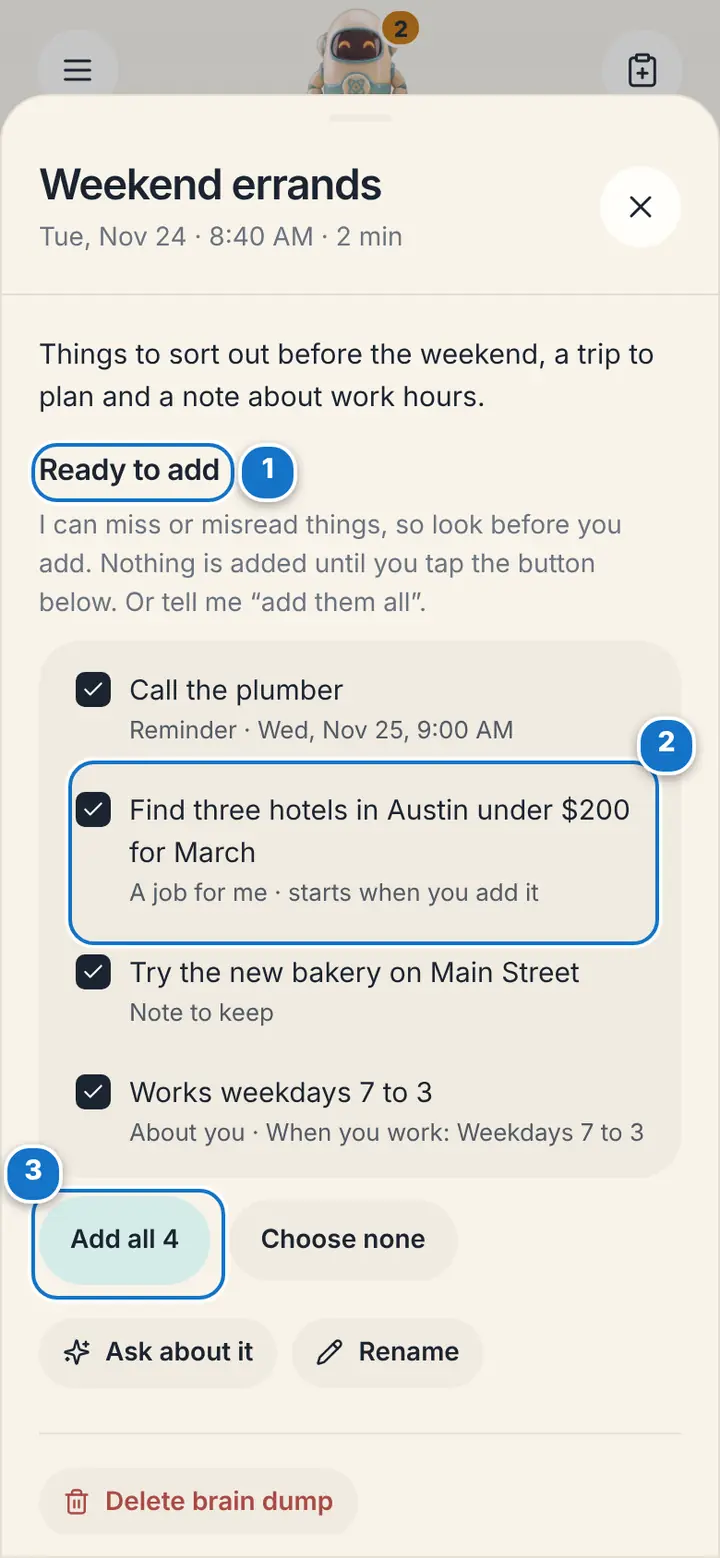 2
Weekend errands
Tue, Nov 24 · 8:40 AM · 2 min
Things to sort out before the weekend, a trip to
plan and a note about work hours.
Ready to add
1
I can miss or misread things, so look before you
add. Nothing is added until you tap the button
below. Or tell me “add them all”.
Call the plumber
Reminder · Wed, Nov 25, 9:00 AM
2
Find three hotels in Austin under $200
for March
A job for me · starts when you add it
Try the new bakery on Main Street
Note to keep
Works weekdays 7 to 3
About you · When you work: Weekdays 7 to 3
3
Add all 4
Choose none
Ask about it
Rename
Delete brain dump